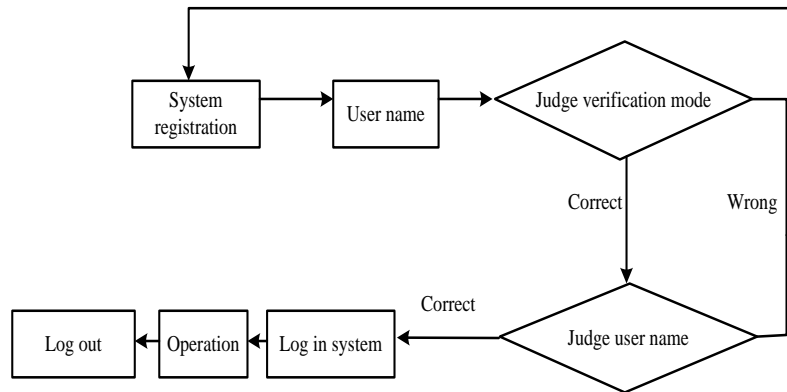 System
registration
User name
Judge verification mode
Correct
Wrong
Correct
Log out
Operation
Log in system
Judge user name